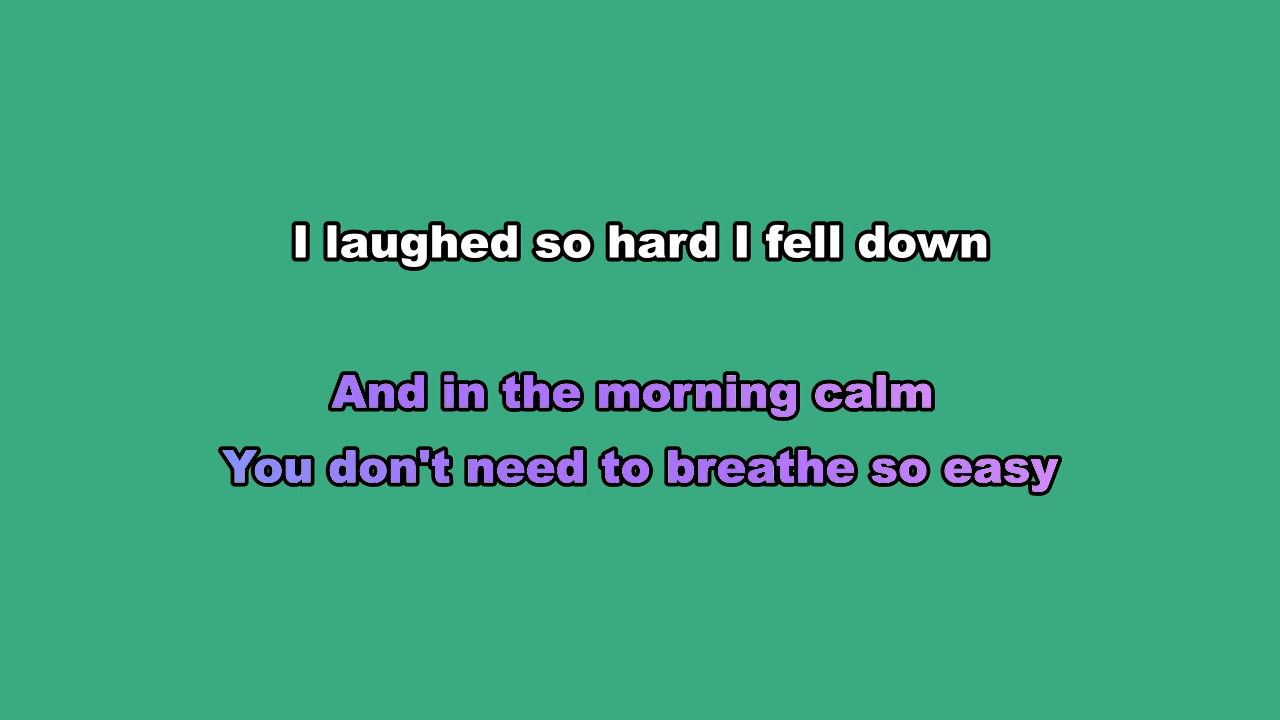 I laughed so hard I fell down
And in the morning calm
You don't need to breathe so easy